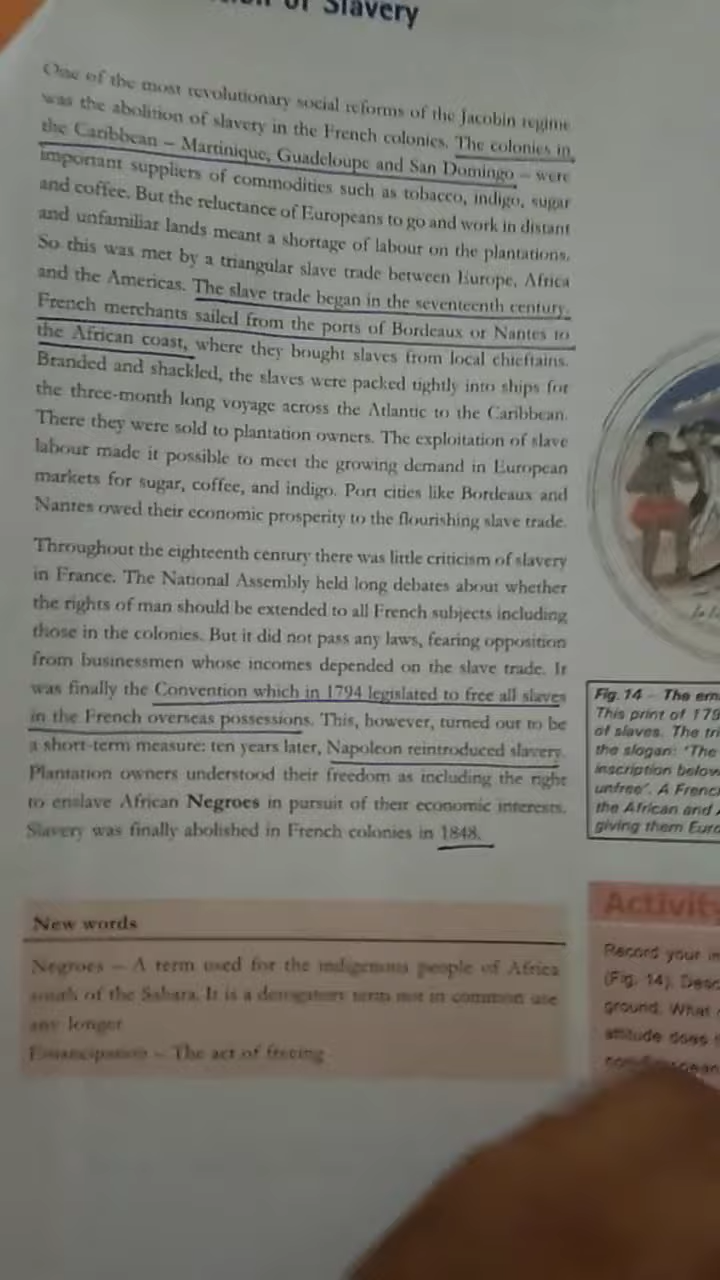 of Slavery
One of the most revolutionary social reforms of the Jacobin regime
was the abolition of slavery in the French colonies. The colonies in
the Caribbean – Martinique, Guadeloupe and San Domingo – were
important suppliers of commodities such as tobacco, indigo, sugar
and coffee. But the reluctance of Europeans to go and work in distant
and unfamiliar lands meant a shortage of labour on the plantations.
So this was met by a triangular slave trade between Europe, Africa
and the Americas. The slave trade began in the seventeenth century.
French merchants sailed from the ports of Bordeaux or Nantes to
the African coast, where they bought slaves from local chieftains.
Branded and shackled, the slaves were packed tightly into ships for
the three-month long voyage across the Atlantic to the Caribbean.
There they were sold to plantation owners. The exploitation of slave
labour made it possible to meet the growing demand in European
markets for sugar, coffee, and indigo. Port cities like Bordeaux and
Nantes owed their economic prosperity to the flourishing slave trade.
Throughout the eighteenth century there was little criticism of slavery
in France. The National Assembly held long debates about whether
the rights of man should be extended to all French subjects including
those in the colonies. But it did not pass any laws, fearing opposition
from businessmen whose incomes depended on the slave trade. It
was finally the Convention which in 1794 legislated to free all slaves
in the French overseas possessions. This, however, turned out to be
a short-term measure: ten years later, Napoleon reintroduced slavery.
Plantation owners understood their freedom as including the right
to enslave African Negroes in pursuit of their economic interests.
Slavery was finally abolished in French colonies in 1848.
New words
Negroes – A term used for the indigenous people of Africa
south of the Sahara. It is a derogatory term not in common use
any longer
Emancipation – The act of freeing
Fig. 14 – The em
This print of 179
of slaves. The tri
the slogan: 'The
inscription below
unfree'. A Frenc
the African and
giving them Euro
Activit
Record your i
(Fig. 14). Desc
ground. What
attitude does